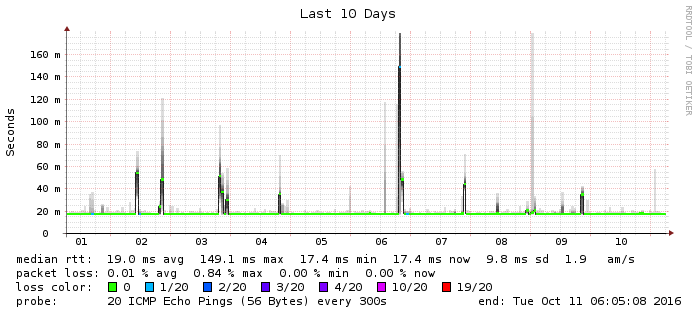 Last 10 Days
RRDTOOL / TOBI OETIKER
Seconds
160 m
140 m
120 m
100 m
80 m
60 m
40 m
20 m
0
01 02 03 04 05 06 07 08 09 10
median rtt: 19.0 ms avg 149.1 ms max 17.4 ms min 17.4 ms now 9.8 ms sd 1.9 am/s
packet loss: 0.01 % avg 0.84 % max 0.00 % min 0.00 % now
loss color: 0 1/20 2/20 3/20 4/20 10/20 19/20
probe: 20 ICMP Echo Pings (56 Bytes) every 300s end: Tue Oct 11 06:05:08 2016